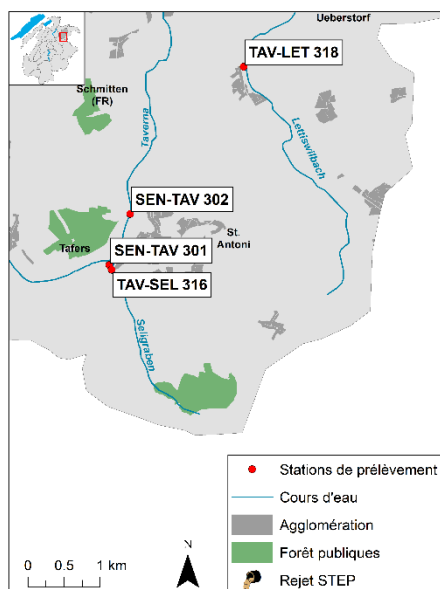 Ueberstorf
TAV-LET 318
Schmitten
(FR)
Taverna
Lettiswilbach
SEN-TAV 302
St.
Antoni
Tafers
SEN-TAV 301
TAV-SEL 316
Seligraben
Stations de prélèvement
Cours d'eau
Agglomération
Forêt publiques
Rejet STEP
N
0 0.5 1 km